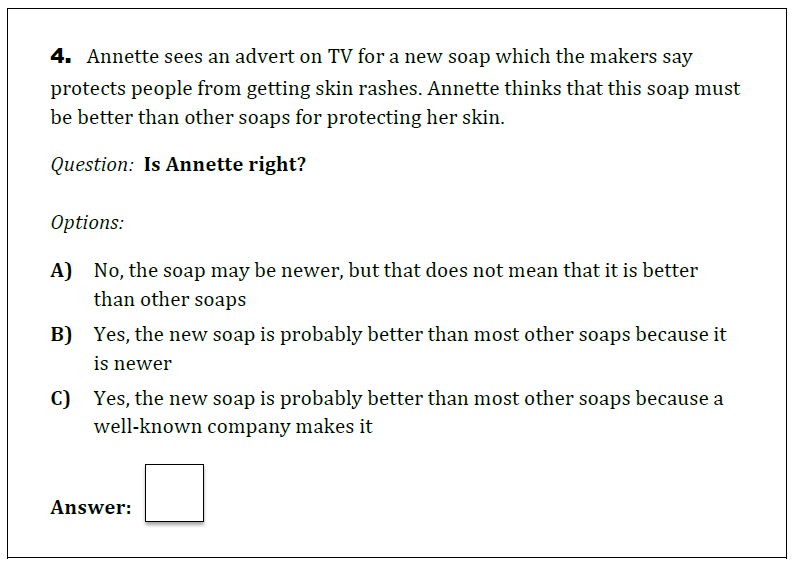 4. Annette sees an advert on TV for a new soap which the makers say
protects people from getting skin rashes. Annette thinks that this soap must
be better than other soaps for protecting her skin.
Question: Is Annette right?
Options:
A) No, the soap may be newer, but that does not mean that it is better
than other soaps
B) Yes, the new soap is probably better than most other soaps because it
is newer
C) Yes, the new soap is probably better than most other soaps because a
well-known company makes it
Answer: